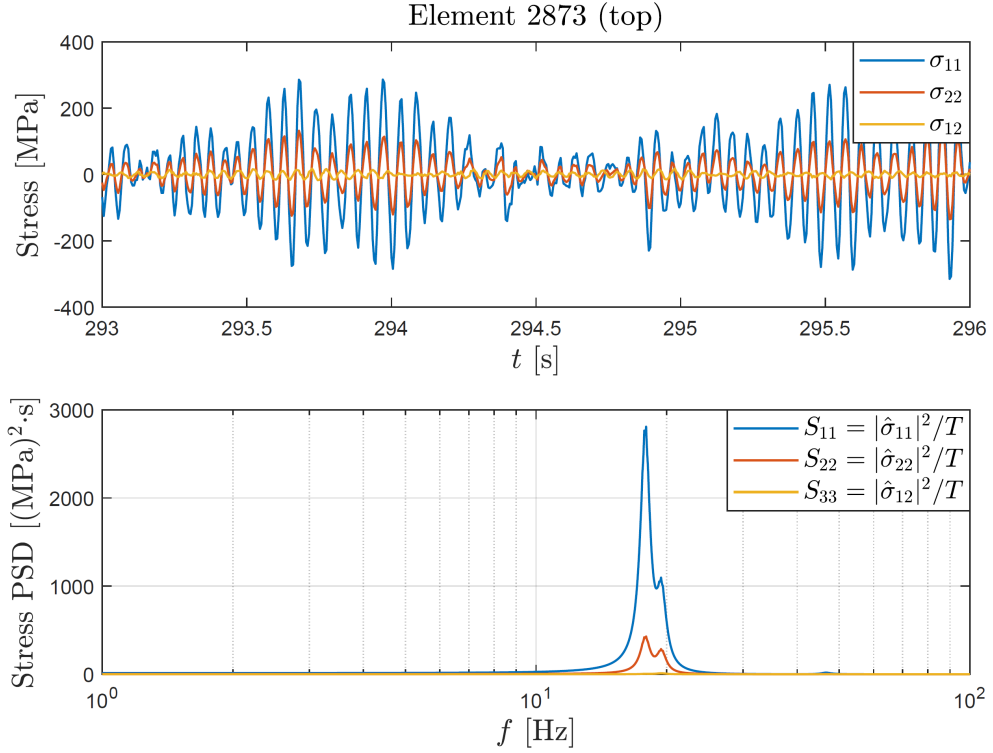 Element 2873 (top)
Stress [MPa]
400
200
0
-200
-400
σ₁₁
σ₂₂
σ₁₂
293
293.5
294
294.5
295
295.5
296
t [s]
Stress PSD [(MPa)²·s]
3000
2000
1000
0
S₁₁ = |σ̂₁₁|²/T
S₂₂ = |σ̂₂₂|²/T
S₃₃ = |σ̂₁₂|²/T
10⁰
10¹
10²
f [Hz]